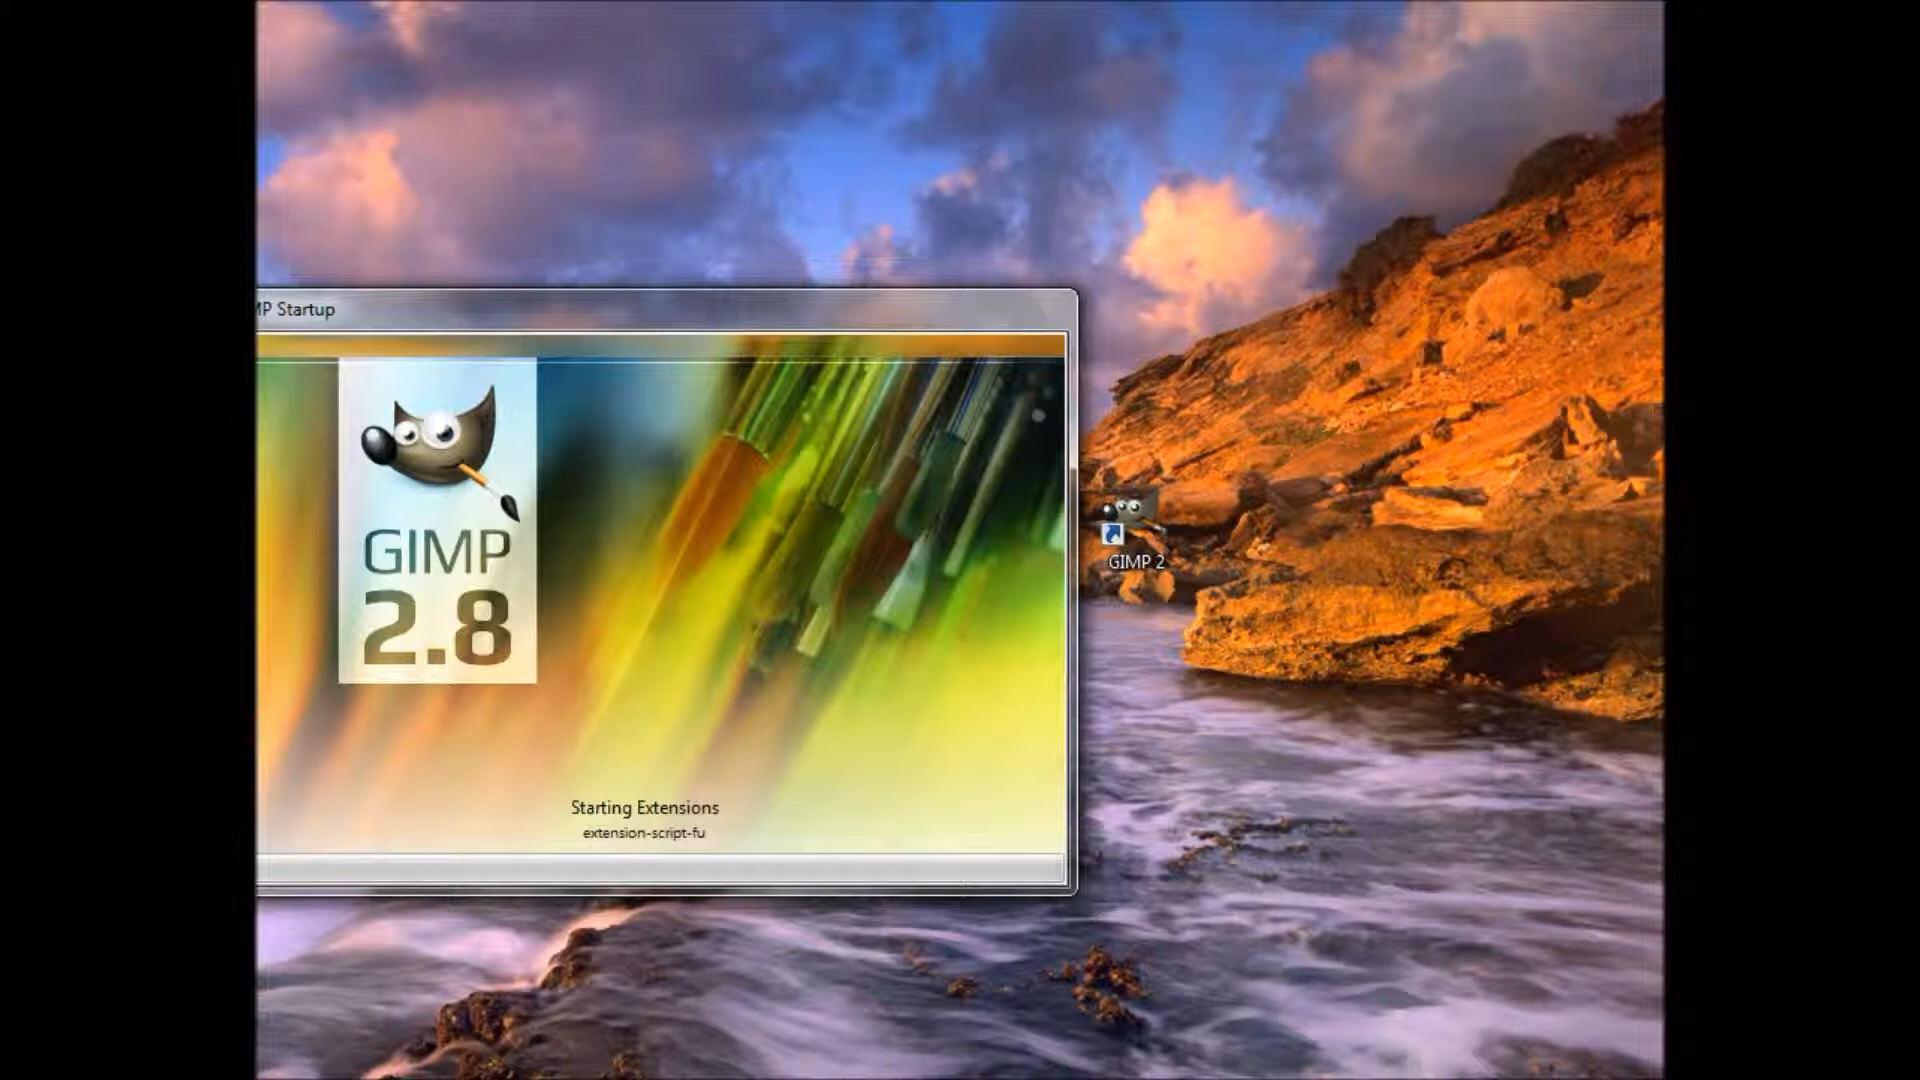 MP Startup
GIMP
2.8
GIMP 2
Starting Extensions
extension-script-fu